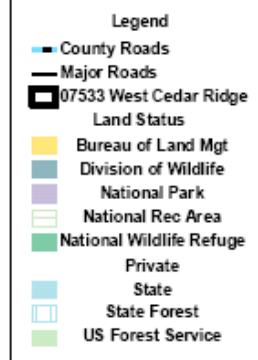 Legend
County Roads
Major Roads
07533 West Cedar Ridge
Land Status
Bureau of Land Mgt
Division of Wildlife
National Park
National Rec Area
National Wildlife Refuge
Private
State
State Forest
US Forest Service